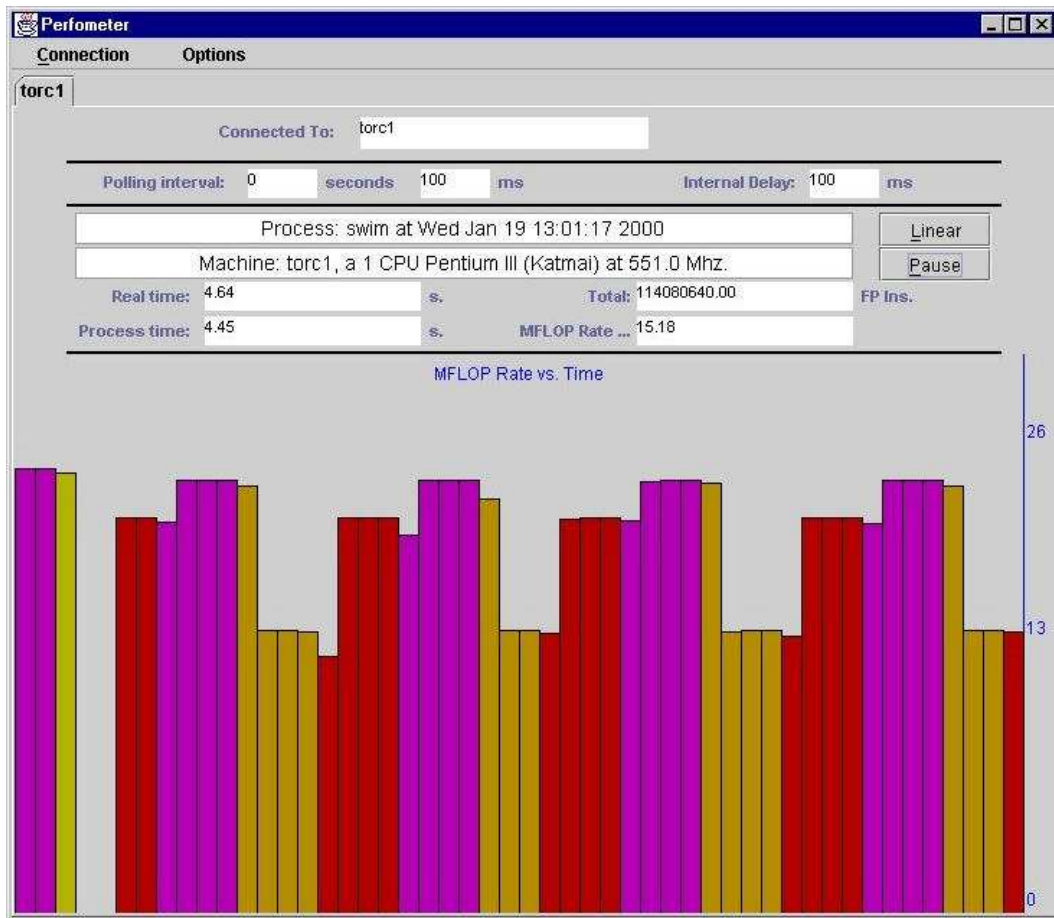 Perfometer
Connection Options
torc1
Connected To: torc1
Polling interval: 0 seconds 100 ms Internal Delay: 100 ms
Process: swim at Wed Jan 19 13:01:17 2000 Linear
Machine: torc1, a 1 CPU Pentium III (Katmai) at 551.0 Mhz. Pause
Real time: 4.64 s. Total: 114080640.00 FP Ins.
Process time: 4.45 s. MFLOP Rate ... 15.18
MFLOP Rate vs. Time
26
13
0